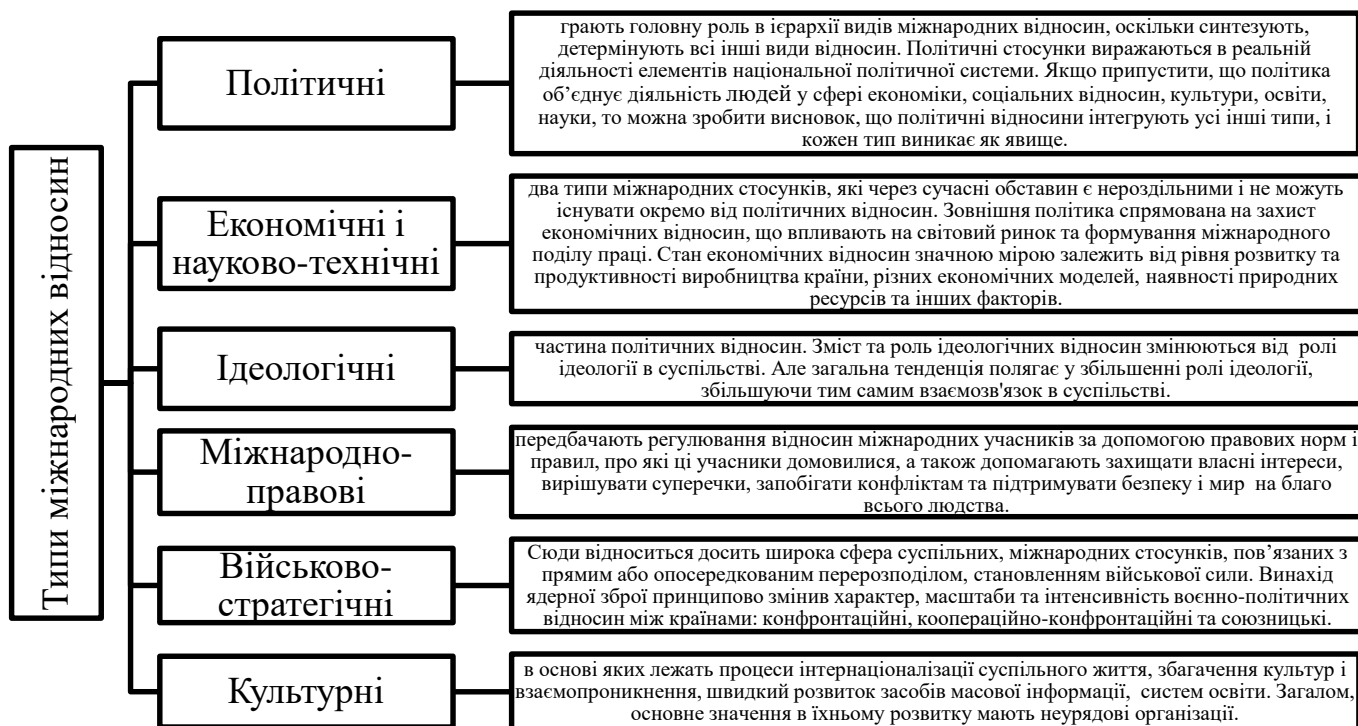 Типи міжнародних відносин
Політичні
грають головну роль в ієрархії видів міжнародних відносин, оскільки синтезують,
детермінують всі інші види відносин. Політичні стосунки виражаються в реальній
діяльності елементів національної політичної системи. Якщо припустити, що політика
об’єднує діяльність людей у сфері економіки, соціальних відносин, культури, освіти,
науки, то можна зробити висновок, що політичні відносини інтегрують усі інші типи, і
кожен тип виникає як явище.
Економічні і
науково-технічні
два типи міжнародних стосунків, які через сучасні обставин є нероздільними і не можуть
існувати окремо від політичних відносин. Зовнішня політика спрямована на захист
економічних відносин, що впливають на світовий ринок та формування міжнародного
поділу праці. Стан економічних відносин значною мірою залежить від рівня розвитку та
продуктивності виробництва країни, різних економічних моделей, наявності природних
ресурсів та інших факторів.
Ідеологічні
частина політичних відносин. Зміст та роль ідеологічних відносин змінюються від ролі
ідеології в суспільстві. Але загальна тенденція полягає у збільшенні ролі ідеології,
збільшуючи тим самим взаємозв'язок в суспільстві.
Міжнародно-
правові
передбачають регулювання відносин міжнародних учасників за допомогою правових норм і
правил, про які ці учасники домовилися, а також допомагають захищати власні інтереси,
вирішувати суперечки, запобігати конфліктам та підтримувати безпеку і мир на благо
всього людства.
Військово-
стратегічні
Сюди відноситься досить широка сфера суспільних, міжнародних стосунків, пов’язаних з
прямим або опосередкованим перерозподілом, становленням військової сили. Винахід
ядерної зброї принципово змінив характер, масштаби та інтенсивність воєнно-політичних
відносин між країнами: конфронтаційні, коопераційно-конфронтаційні та союзницькі.
Культурні
в основі яких лежать процеси інтернаціоналізації суспільного життя, збагачення культур і
взаємопроникнення, швидкий розвиток засобів масової інформації, систем освіти. Загалом,
основне значення в їхньому розвитку мають неурядові організації.